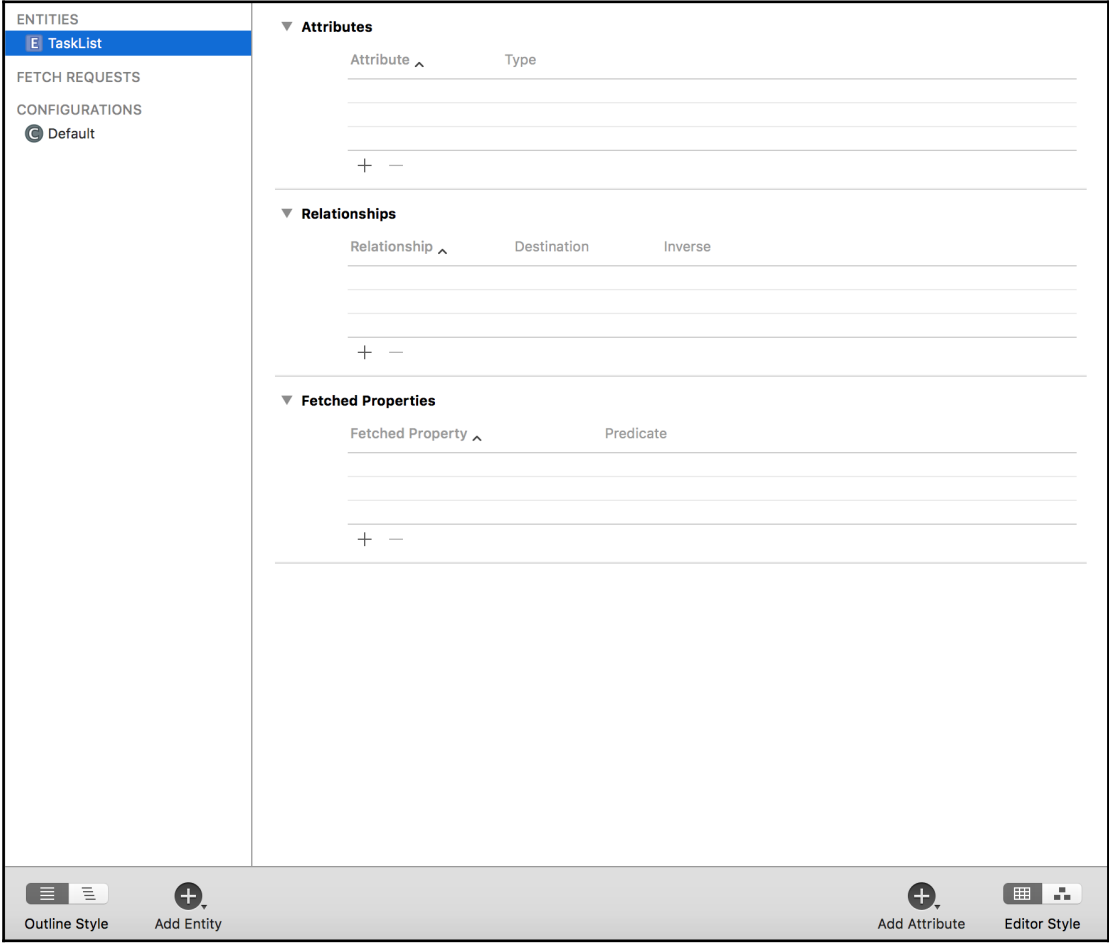 ENTITIES
E TaskList
FETCH REQUESTS
CONFIGURATIONS
C Default
Attributes
Attribute Type
Relationships
Relationship Destination Inverse
Fetched Properties
Fetched Property Predicate
Outline Style Add Entity Add Attribute Editor Style